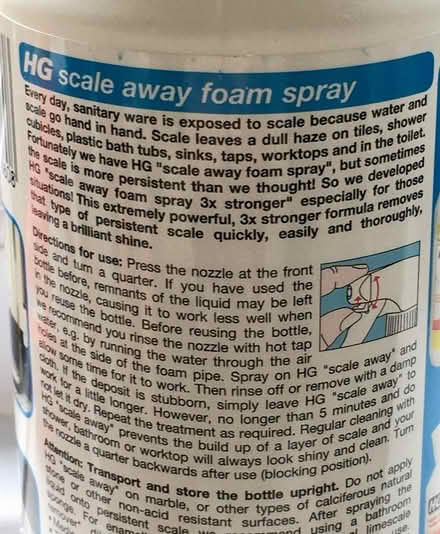 HG scale away foam spray
Every day, sanitary ware is exposed to scale because water and
scale go hand in hand. Scale leaves a dull haze on tiles, shower
cubicles, plastic bath tubs, sinks, taps, worktops and in the toilet.
Fortunately we have HG "scale away foam spray", but sometimes
the scale is more persistent than we thought! So we developed
HG "scale away foam spray 3x stronger" especially for those
situations! This extremely powerful, 3x stronger formula removes
that type of persistent scale quickly, easily and thoroughly,
leaving a brilliant shine.
Directions for use: Press the nozzle at the front
side and turn a quarter. If you have used the
bottle before, remnants of the liquid may be left
in the nozzle, causing it to work less well when
you reuse the bottle. Before reusing the bottle,
we recommend you rinse the nozzle with hot tap
water, e.g. by running the water through the air
holes at the side of the foam pipe. Spray on HG "scale away" and
allow some time for it to work. Then rinse off or remove with a damp
cloth. If the deposit is stubborn, simply leave HG "scale away" to
work for a little longer. However, no longer than 5 minutes and do
not let it dry. Repeat the treatment as required. Regular cleaning with
HG "scale away" prevents the build up of a layer of scale and your
shower, bathroom or worktop will always look shiny and clean. Turn
the nozzle a quarter backwards after use (blocking position).
Attention: Transport and store the bottle upright. Do not apply
HG "scale away" on marble, or other types of calciferous natural
stone or other non-acid resistant surfaces. After spraying the
liquid onto persistent scale we recommend using a bathroom
sponge. For limescale
remover"